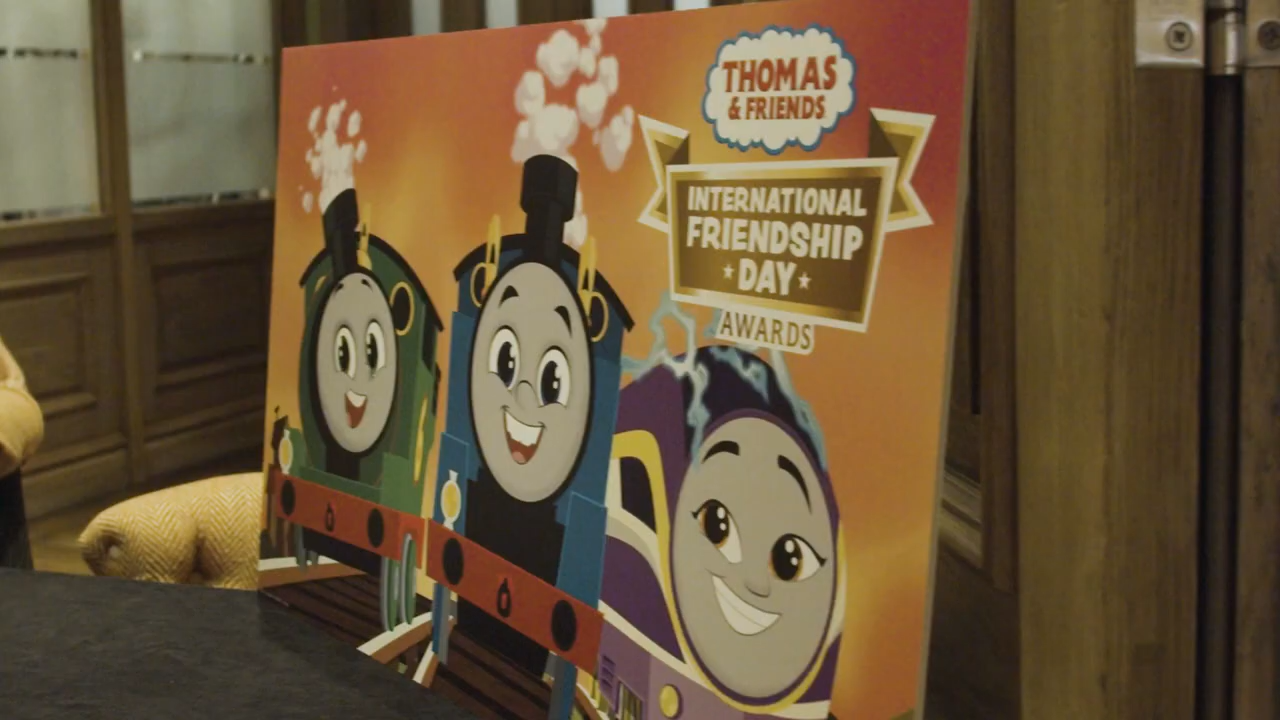 THOMAS
& FRIENDS
INTERNATIONAL
FRIENDSHIP
DAY
AWARDS